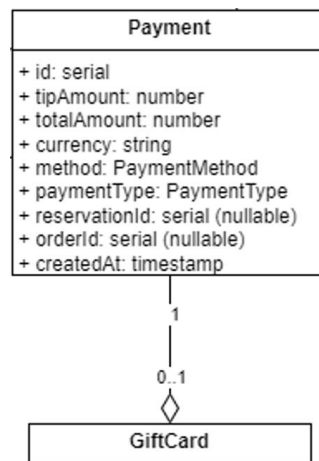 Payment
+ id: serial
+ tipAmount: number
+ totalAmount: number
+ currency: string
+ method: PaymentMethod
+ paymentType: PaymentType
+ reservationId: serial (nullable)
+ orderId: serial (nullable)
+ createdAt: timestamp
1
0..1
GiftCard